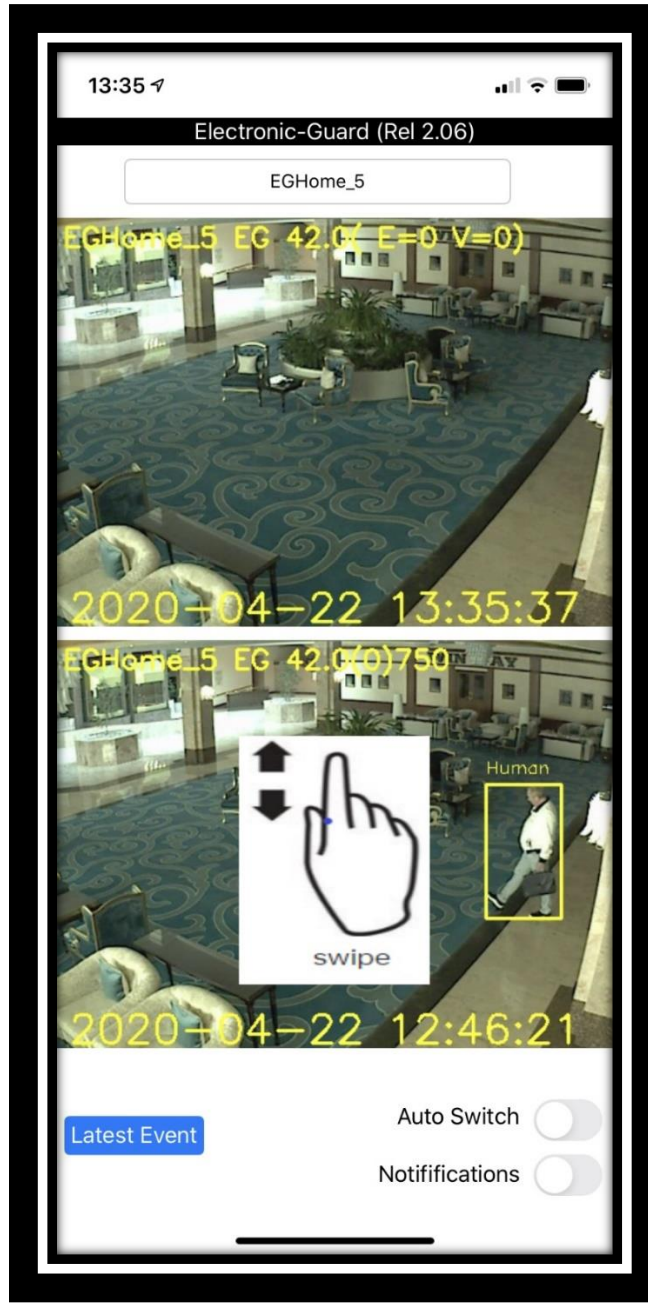 13:35
Electronic-Guard (Rel 2.06)
EGHome_5
EGHome_5 EG 42.0( E=0 V=0)
2020-04-22 13:35:37
EGHome_5 EG 42.0(0)750
Human
swipe
2020-04-22 12:46:21
Auto Switch
Latest Event
Notififications